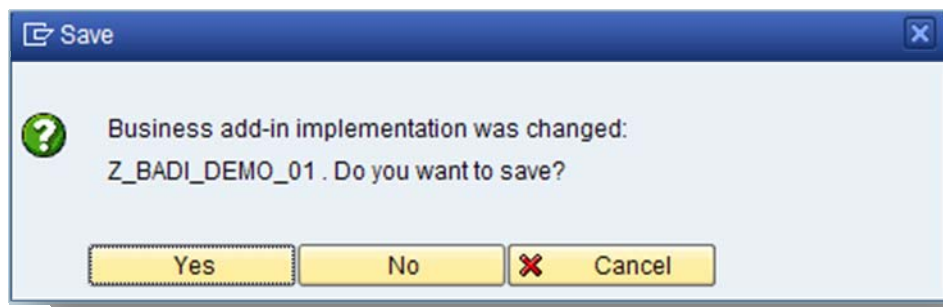 Save
Business add-in implementation was changed:
Z_BADI_DEMO_01 . Do you want to save?
Yes No Cancel